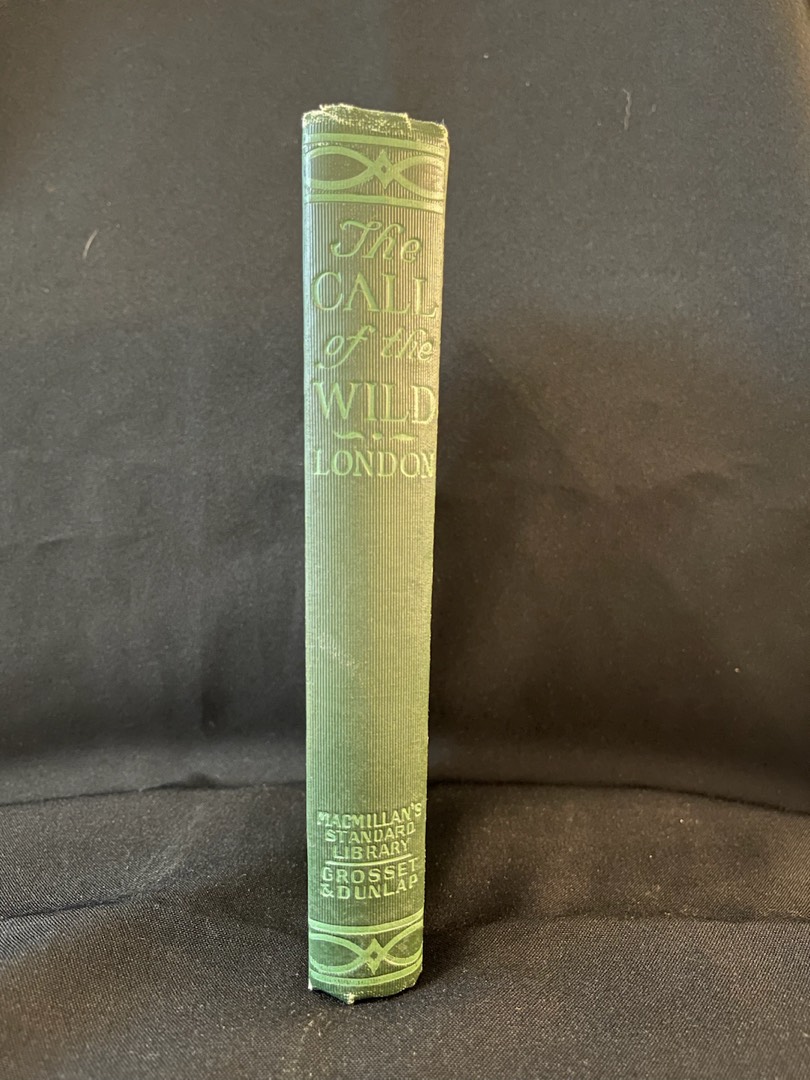 The
CALL
of the
WILD
LONDON
MACMILLAN'S
STANDARD
LIBRARY
GROSSET
& DUNLAP